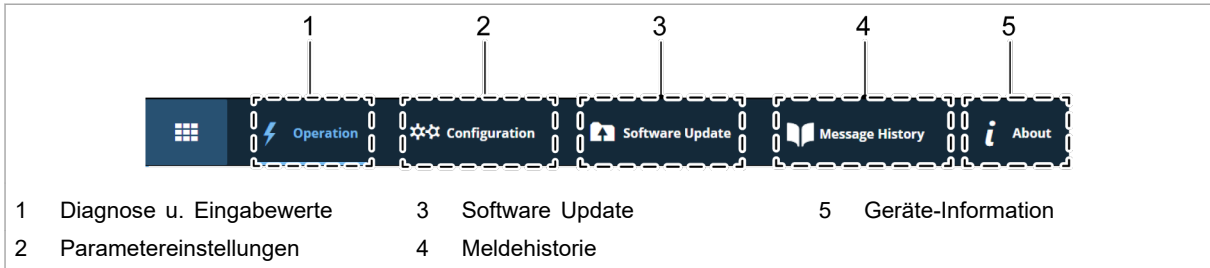 1 2 3 4 5
Operation Configuration Software Update Message History i About
1 Diagnose u. Eingabewerte 3 Software Update 5 Geräte-Information
2 Parametereinstellungen 4 Meldehistorie